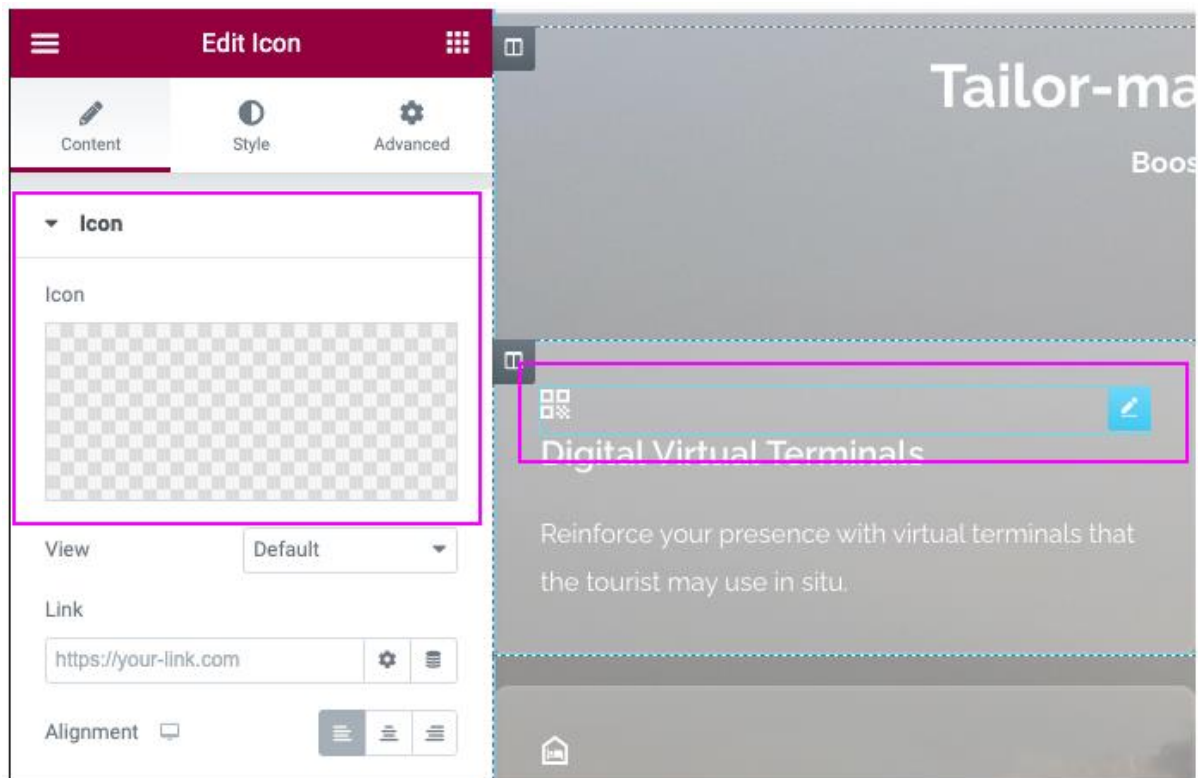 Edit Icon
Content
Style
Advanced
Icon
Icon
View
Default
Link
https://your-link.com
Alignment
Tailor-ma
Boos
Digital Virtual Terminals
Reinforce your presence with virtual terminals that
the tourist may use in situ.